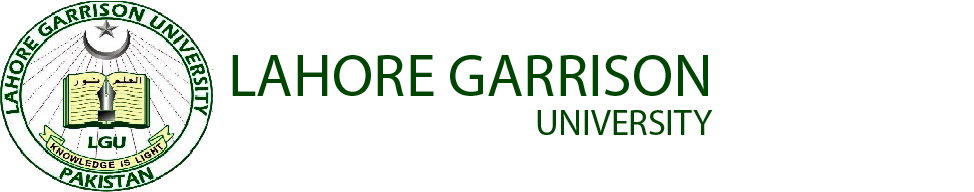 LAHORE GARRISON UNIVERSITY
العلم نور
LGU
KNOWLEDGE IS LIGHT
PAKISTAN
LAHORE GARRISON
UNIVERSITY